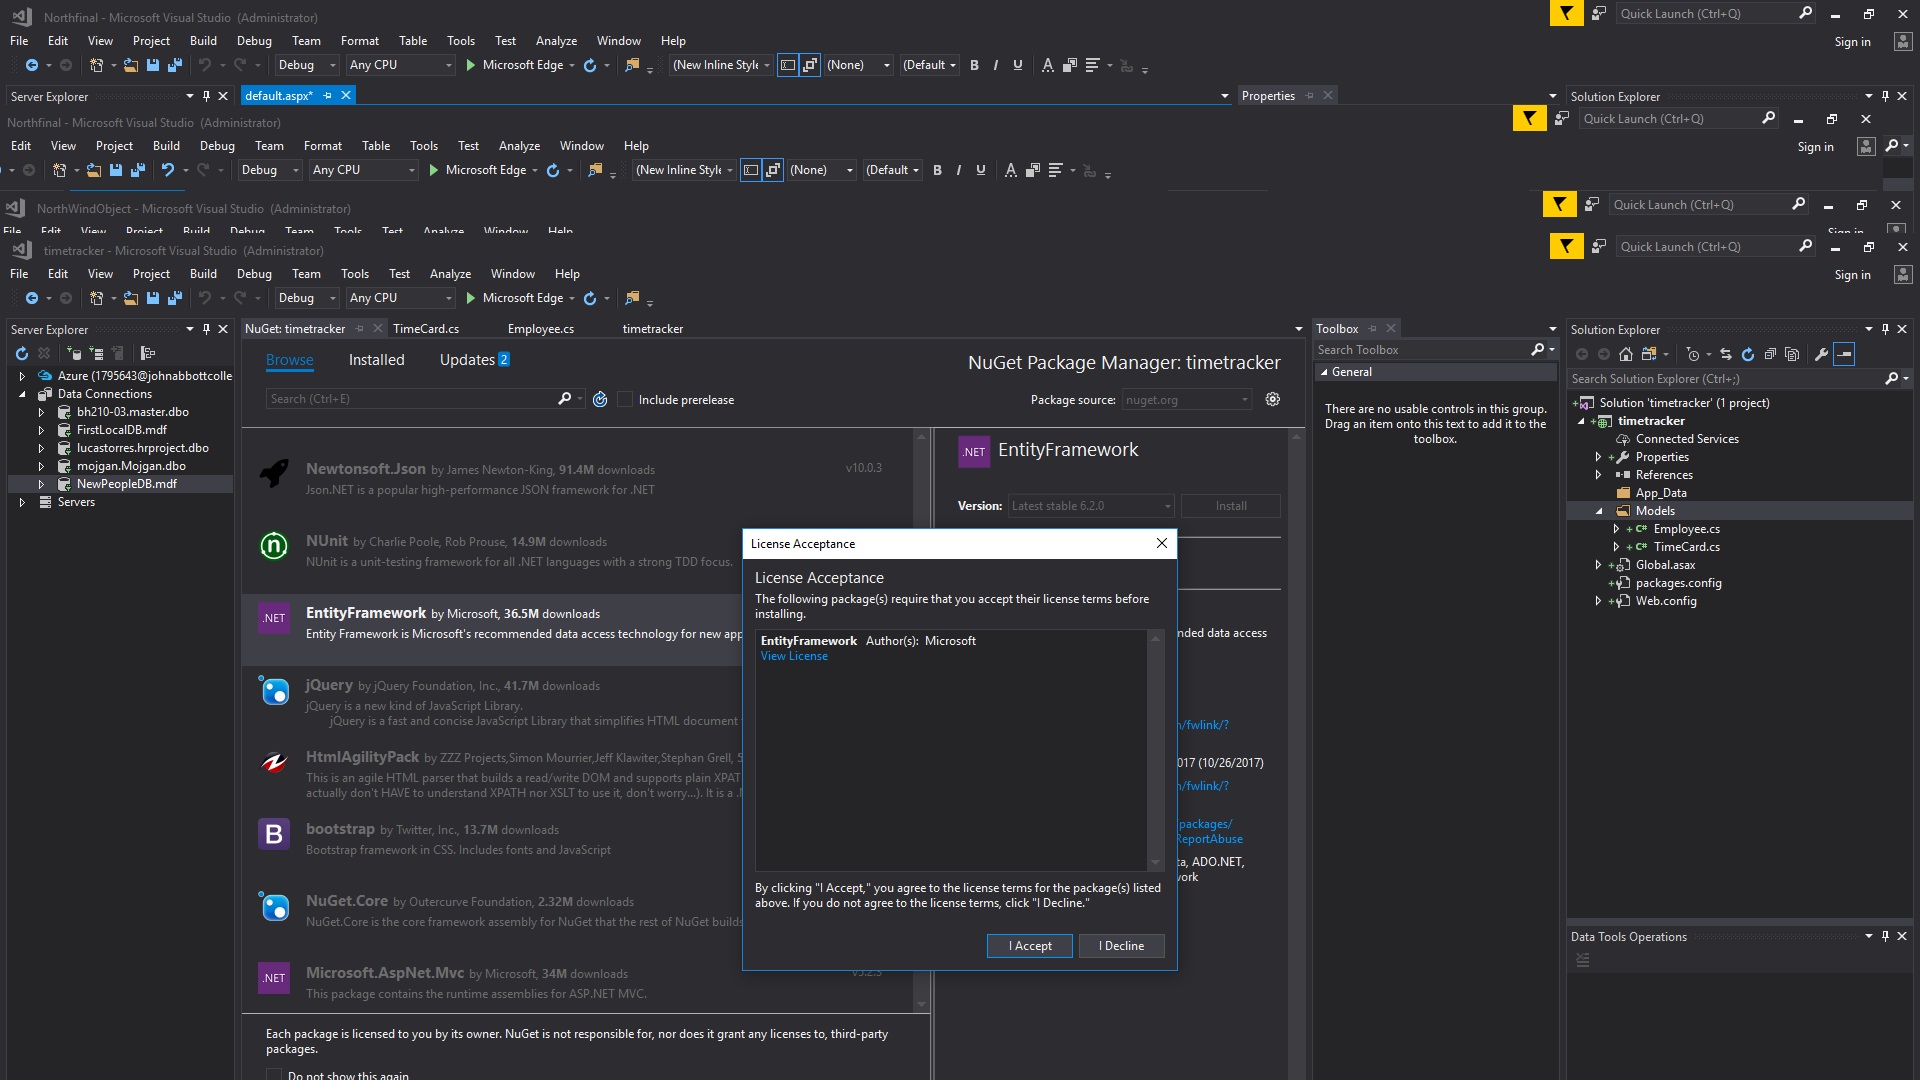 Northfinal - Microsoft Visual Studio (Administrator)
Quick Launch (Ctrl+Q)
File Edit View Project Build Debug Team Format Table Tools Test Analyze Window Help
Sign in
Debug Any CPU Microsoft Edge (New Inline Style (None) (Default B I U A
Server Explorer
default.aspx*
Properties
Solution Explorer
Northfinal - Microsoft Visual Studio (Administrator)
Quick Launch (Ctrl+Q)
Edit View Project Build Debug Team Format Table Tools Test Analyze Window Help
Sign in
Debug Any CPU Microsoft Edge (New Inline Style (None) (Default B I U A
NorthWindObject - Microsoft Visual Studio (Administrator)
Quick Launch (Ctrl+Q)
File Edit View Project Build Debug Team Tools Test Analyze Window Help
Sign in
timetracker - Microsoft Visual Studio (Administrator)
Quick Launch (Ctrl+Q)
File Edit View Project Build Debug Team Tools Test Analyze Window Help
Sign in
Debug Any CPU Microsoft Edge
Server Explorer
Azure (1795643@johnabbottcolle
Data Connections
bh210-03.master.dbo
FirstLocalDB.mdf
lucastorres.hrproject.dbo
mojgan.Mojgan.dbo
NewPeopleDB.mdf
Servers
NuGet: timetracker TimeCard.cs Employee.cs timetracker
Browse Installed Updates 2
NuGet Package Manager: timetracker
Search (Ctrl+E)
Include prerelease
Package source: nuget.org
Newtonsoft.Json by James Newton-King, 91.4M downloads v10.0.3
Json.NET is a popular high-performance JSON framework for .NET
n
NUnit by Charlie Poole, Rob Prouse, 14.9M downloads
NUnit is a unit-testing framework for all .NET languages with a strong TDD focus.
.NET
EntityFramework by Microsoft, 36.5M downloads
Entity Framework is Microsoft's recommended data access technology for new app
jQuery by jQuery Foundation, Inc., 41.7M downloads
jQuery is a new kind of JavaScript Library.
jQuery is a fast and concise JavaScript Library that simplifies HTML document
HtmlAgilityPack by ZZZ Projects,Simon Mourrier,Jeff Klawiter,Stephan Grell, 5
This is an agile HTML parser that builds a read/write DOM and supports plain XPAT
actually don't HAVE to understand XPATH nor XSLT to use it, don't worry...). It is a .
B
bootstrap by Twitter, Inc., 13.7M downloads
Bootstrap framework in CSS. Includes fonts and JavaScript
NuGet.Core by Outercurve Foundation, 2.32M downloads
NuGet.Core is the core framework assembly for NuGet that the rest of NuGet builds
.NET
Microsoft.AspNet.Mvc by Microsoft, 34M downloads
This package contains the runtime assemblies for ASP.NET MVC.
Each package is licensed to you by its owner. NuGet is not responsible for, nor does it grant any licenses to, third-party
packages.
Do not show this again
.NET EntityFramework
Version: Latest stable 6.2.0 Install
nded data access
n/fwlink/?
017 (10/26/2017)
n/fwlink/?
packages/
ReportAbuse
ta, ADO.NET,
work
License Acceptance
License Acceptance
The following package(s) require that you accept their license terms before
installing.
EntityFramework Author(s): Microsoft
View License
By clicking "I Accept," you agree to the license terms for the package(s) listed
above. If you do not agree to the license terms, click "I Decline."
I Accept I Decline
Toolbox
Search Toolbox
General
There are no usable controls in this group.
Drag an item onto this text to add it to the
toolbox.
Solution Explorer
Search Solution Explorer (Ctrl+;)
Solution 'timetracker' (1 project)
timetracker
Connected Services
Properties
References
App_Data
Models
C# Employee.cs
C# TimeCard.cs
Global.asax
packages.config
Web.config
Data Tools Operations